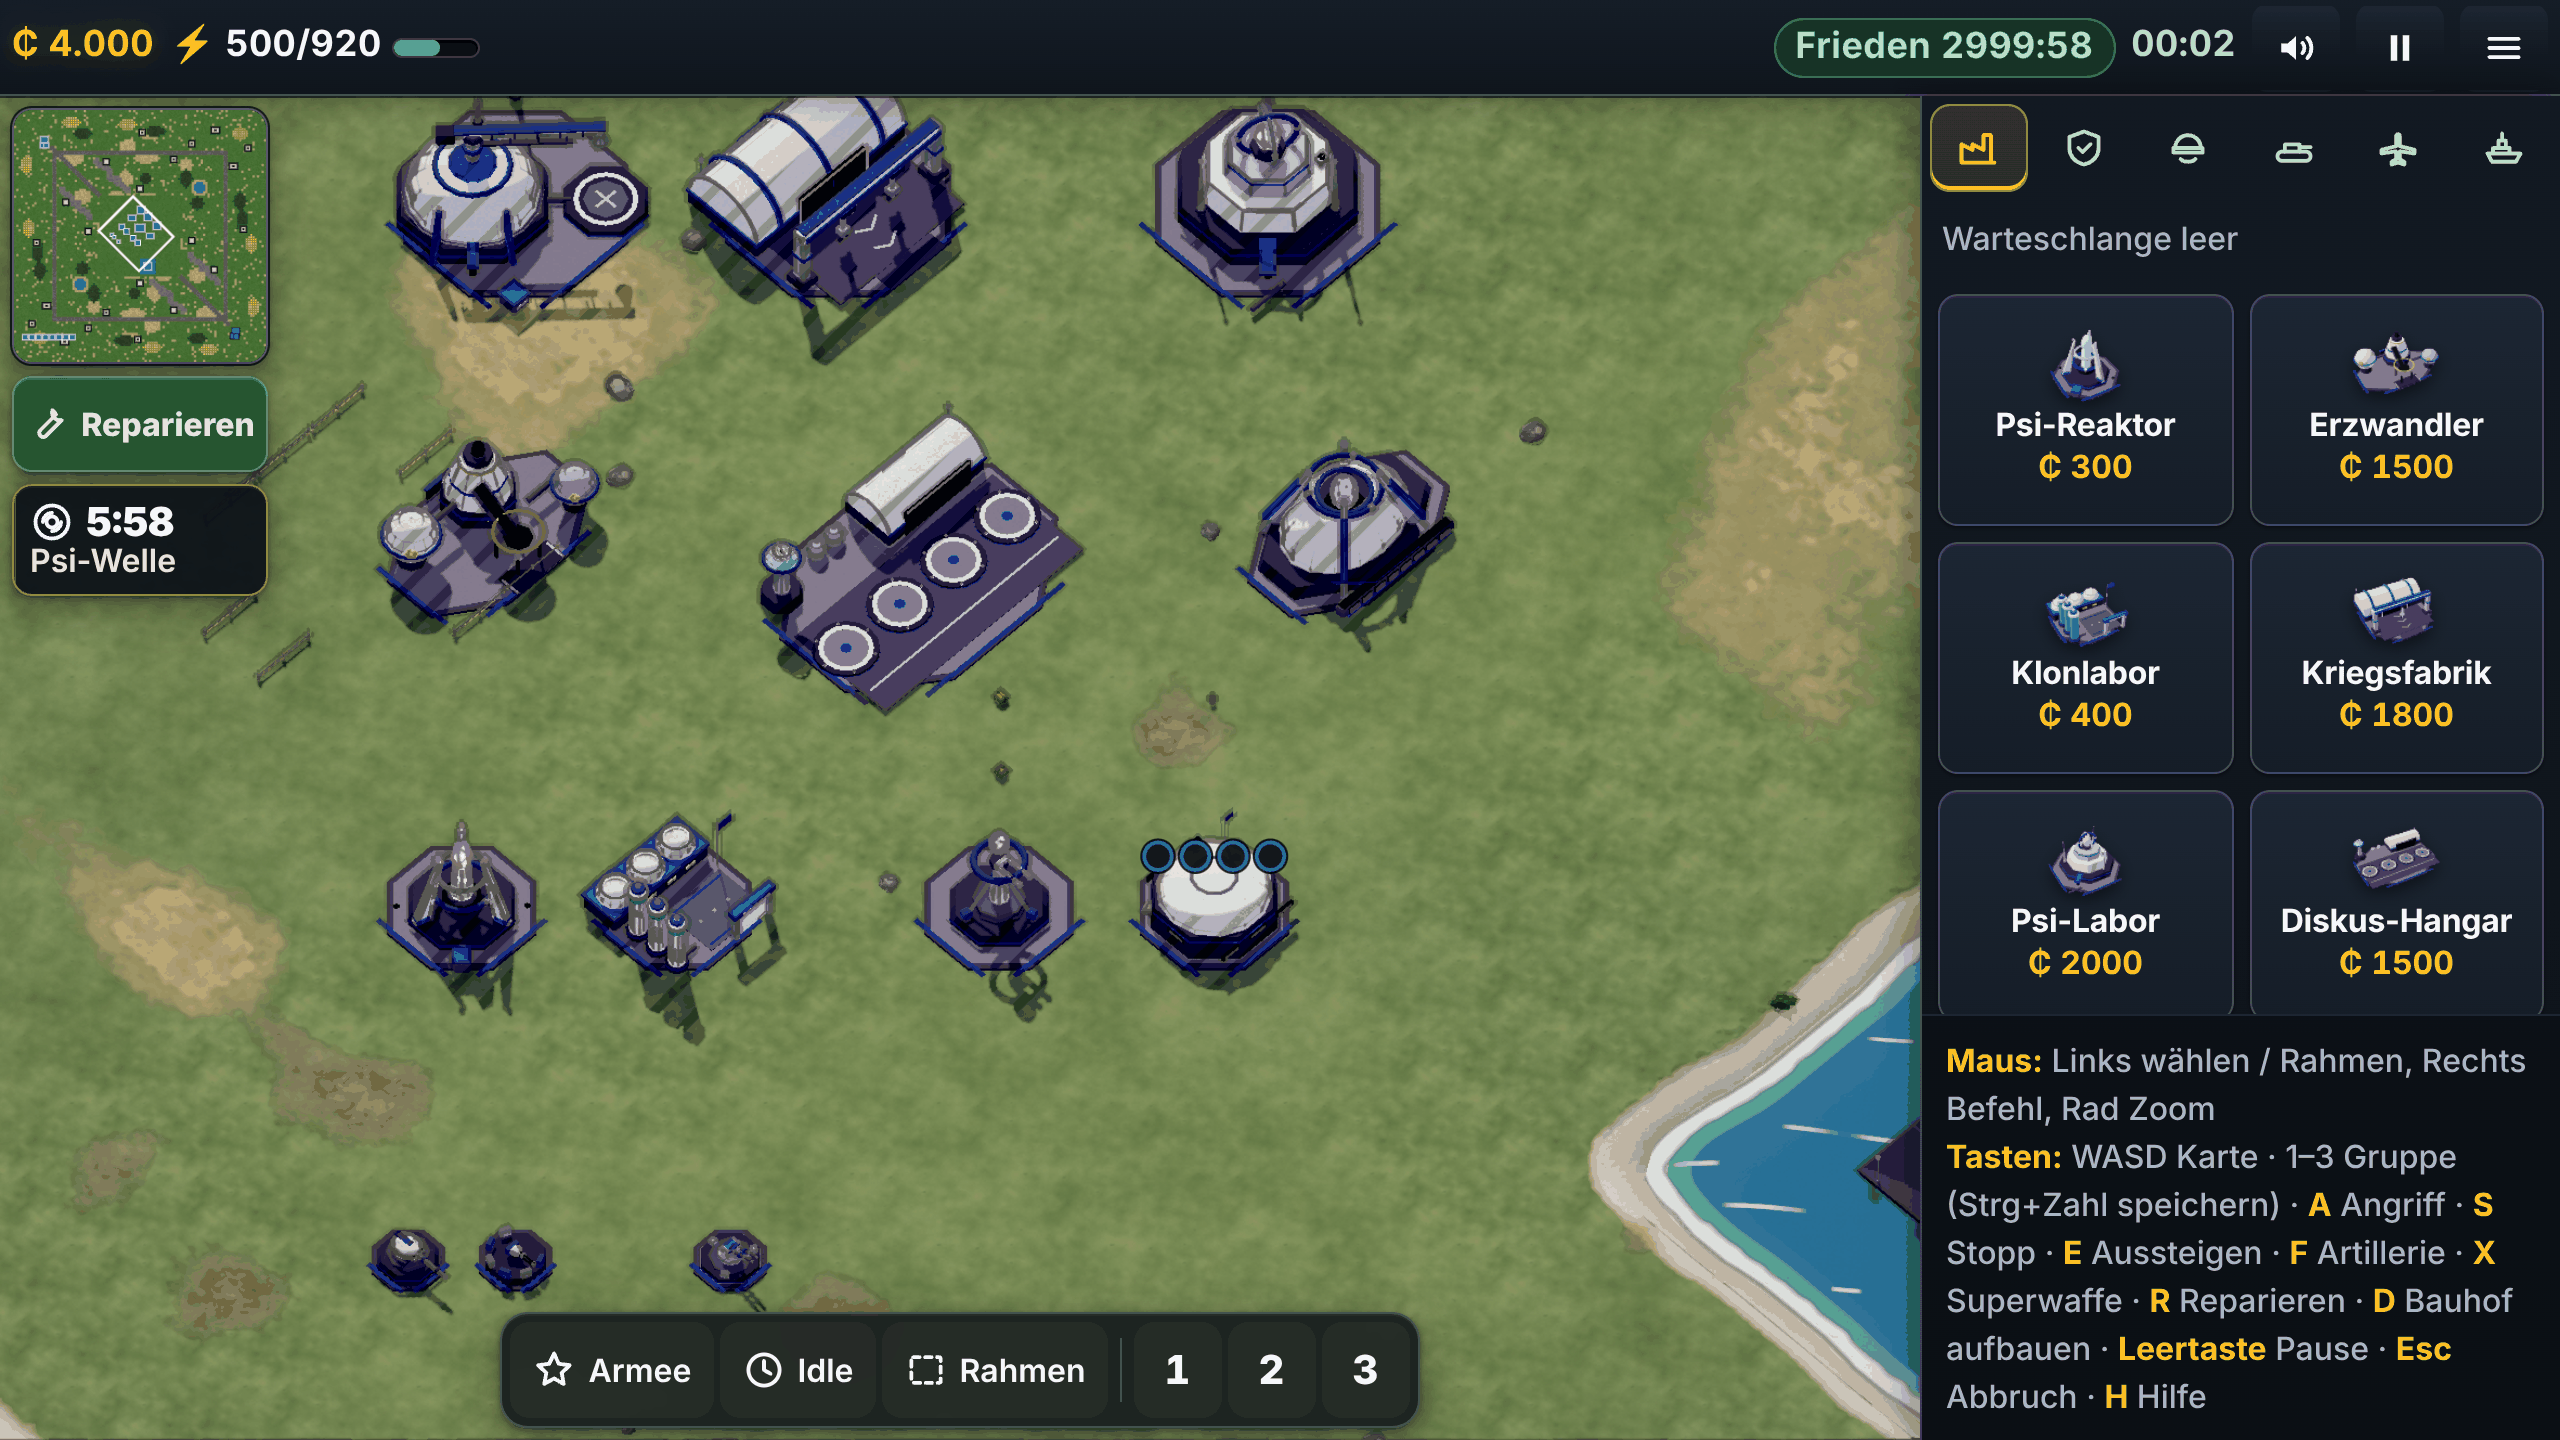 ₵ 4.000 ⚡ 500/920
Frieden 2999:58 00:02
Reparieren
5:58
Psi-Welle
Warteschlange leer
Psi-Reaktor
₵ 300
Erzwandler
₵ 1500
Klonlabor
₵ 400
Kriegsfabrik
₵ 1800
Psi-Labor
₵ 2000
Diskus-Hangar
₵ 1500
Maus: Links wählen / Rahmen, Rechts
Befehl, Rad Zoom
Tasten: WASD Karte · 1–3 Gruppe
(Strg+Zahl speichern) · A Angriff · S
Stopp · E Aussteigen · F Artillerie · X
Superwaffe · R Reparieren · D Bauhof
aufbauen · Leertaste Pause · Esc
Abbruch · H Hilfe
Armee Idle Rahmen 1 2 3